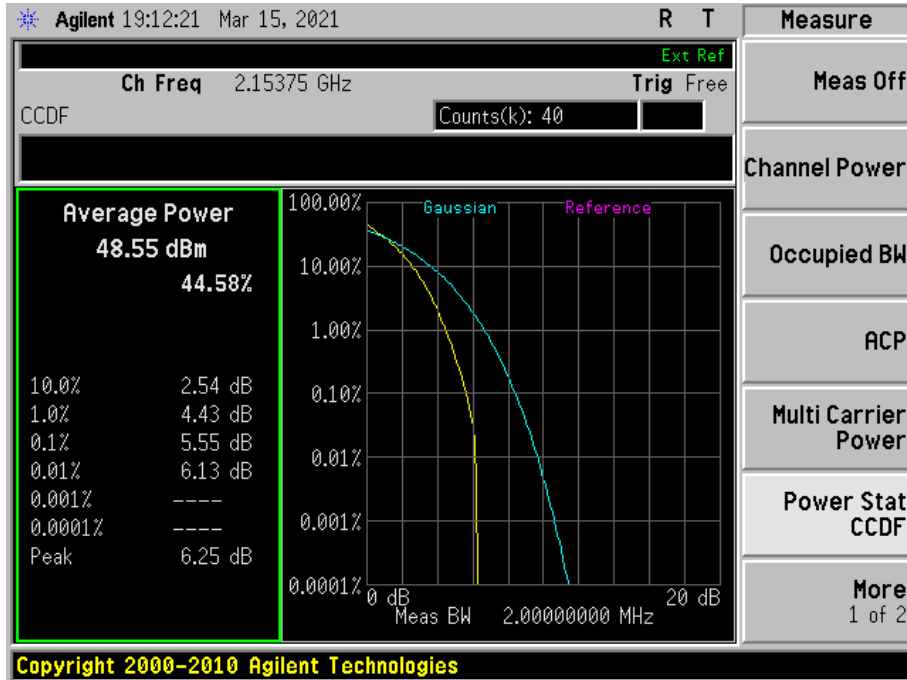 Agilent 19:12:21 Mar 15, 2021 R T
Measure
Ext Ref
Ch Freq 2.15375 GHz Trig Free
CCDF Counts(k): 40
Meas Off
Channel Power
Occupied BW
ACP
Multi Carrier
Power
Power Stat
CCDF
More
1 of 2
Average Power
48.55 dBm
44.58%
10.0% 2.54 dB
1.0% 4.43 dB
0.1% 5.55 dB
0.01% 6.13 dB
0.001% ----
0.0001% ----
Peak 6.25 dB
Gaussian Reference
100.00%
10.00%
1.00%
0.10%
0.01%
0.001%
0.0001%
0 dB 20 dB
Meas BW 2.00000000 MHz
Copyright 2000-2010 Agilent Technologies